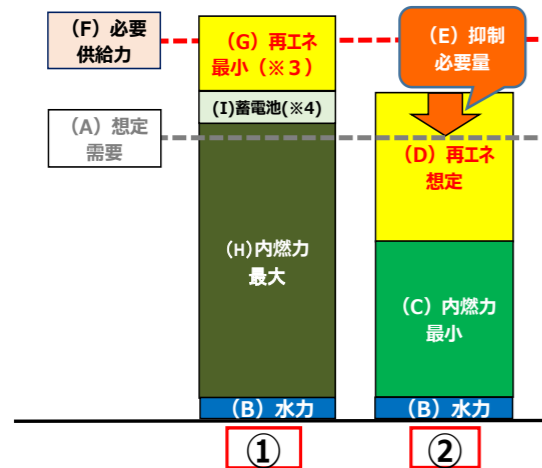 （F）必要
供給力
（G）再エネ
最小（※３）
（E）抑制
必要量
(I)蓄電池(※4)
（A）想定
需要
（D）再エネ
想定
（H）内燃力
最大
（C）内燃力
最小
（B）水力
（B）水力
①
②